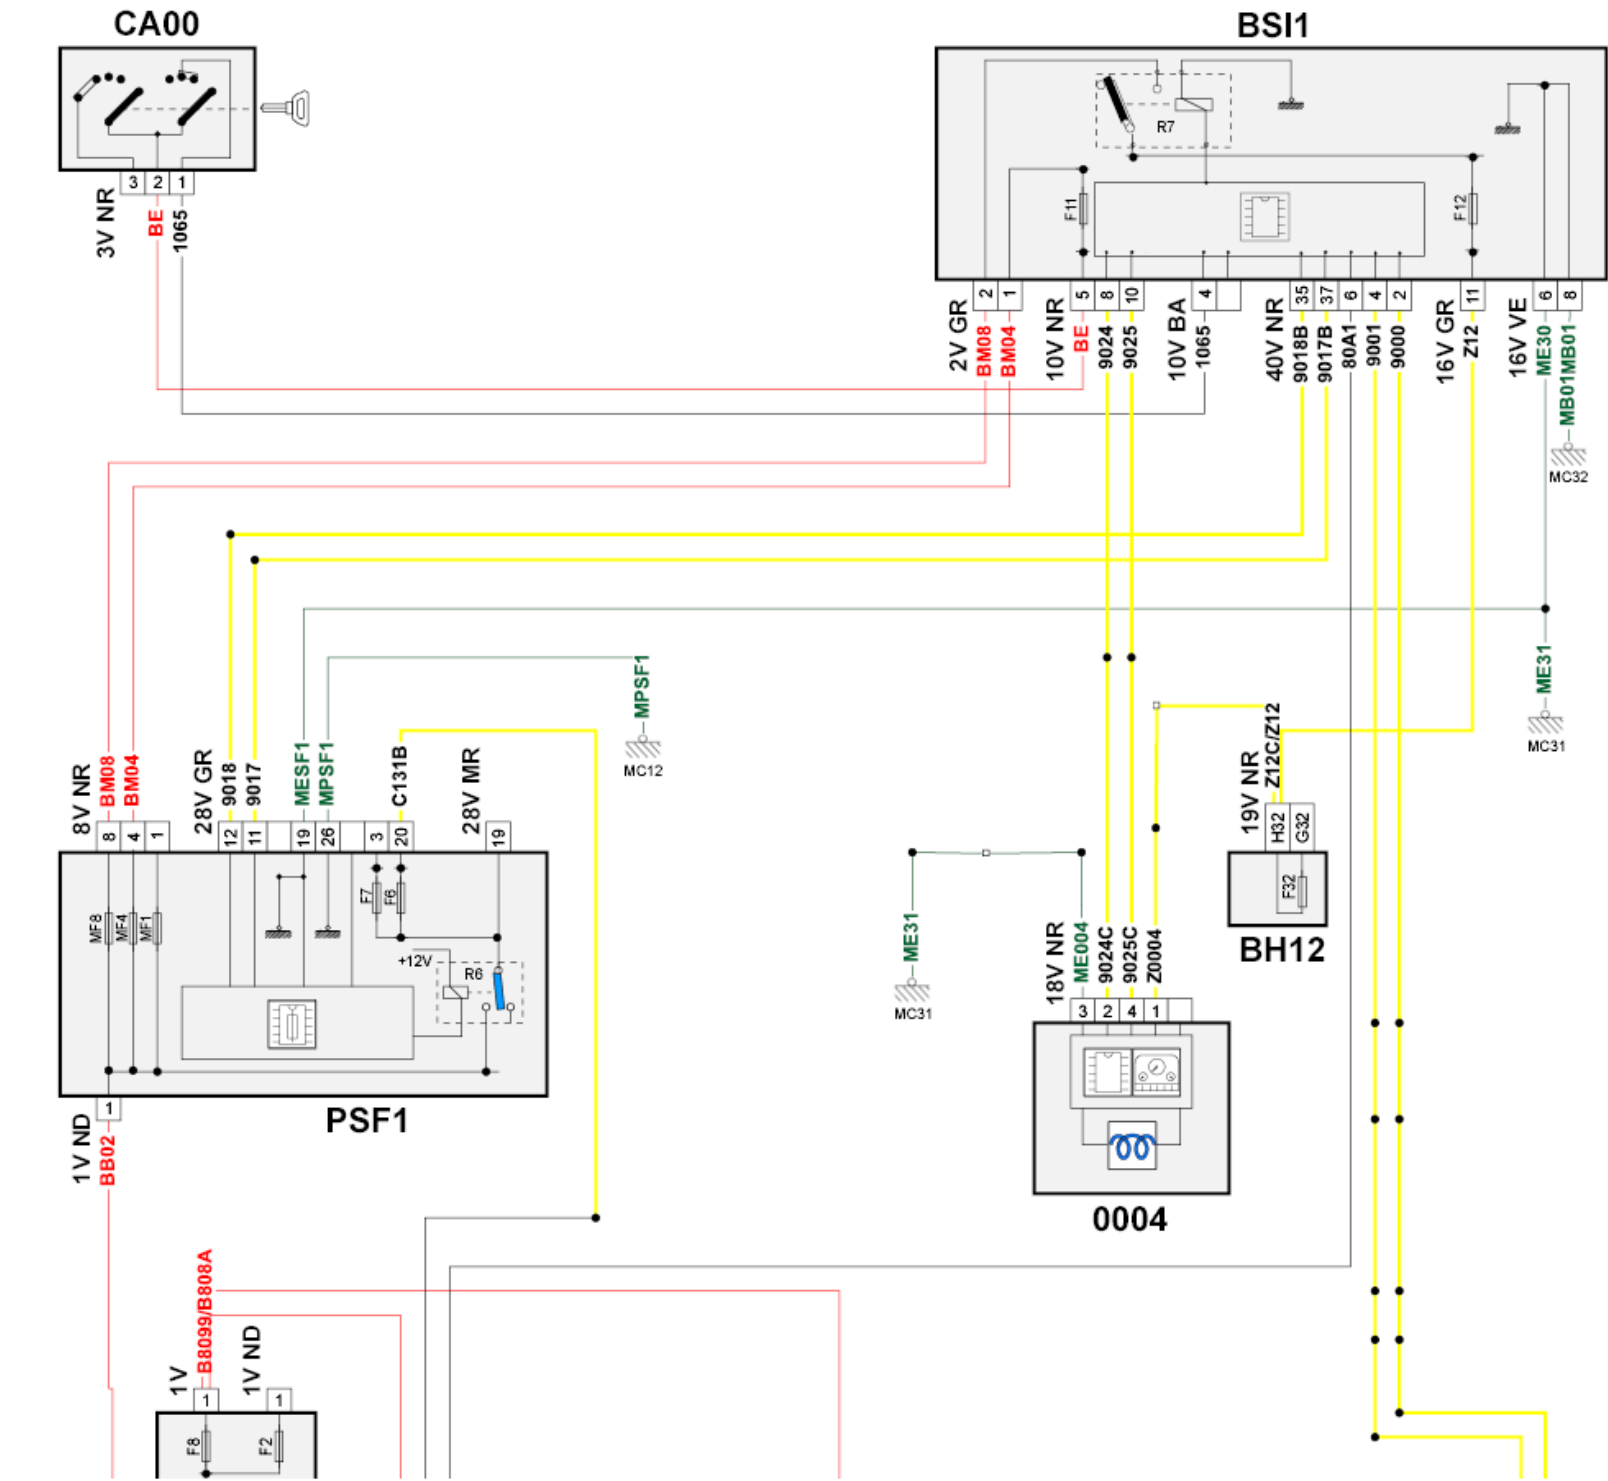 CA00
BSI1
R7
F11
F12
3 2 1
3V NR
BE
1065
2 1
5 8 10
4
35 37 6 4 2
11
6 8
2V GR
BM08
BM04
10V NR
BE
9024
9025
10V BA
1065
40V NR
9018B
9017B
80A1
9001
9000
16V GR
Z12
16V VE
ME30
MB01MB01
MC32
ME31
MC31
MPSF1
MC12
8V NR
BM08
BM04
28V GR
9018
9017
MESF1
MPSF1
C131B
28V MR
8 4 1
12 11
19 26
3 20
19
MF8
MF4
MF1
F7
F6
+12V
R6
PSF1
1
1V ND
BB02
19V NR
Z12C/Z12
H32 G32
F32
BH12
ME31
MC31
18V NR
ME004
9024C
9025C
Z0004
3 2 4 1
0004
1V
B8099/B808A
1V ND
1
1
F8
F2